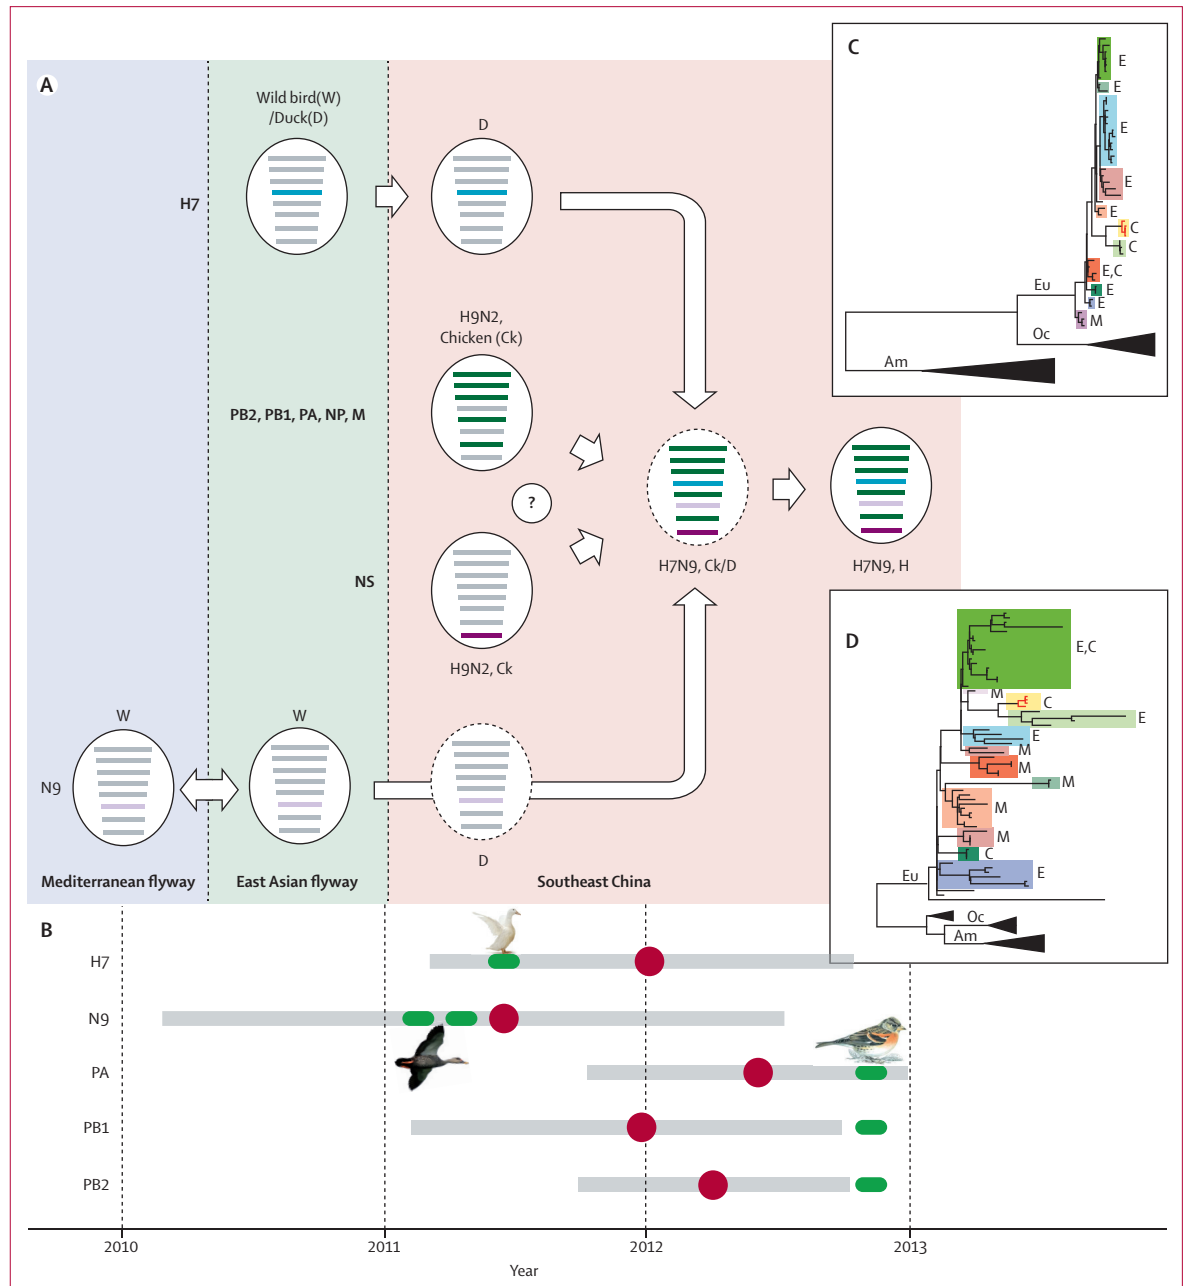 A
Wild bird(W)
/Duck(D)
D
H7
H9N2,
Chicken (Ck)
PB2, PB1, PA, NP, M
?
NS
H7N9, Ck/D
H7N9, H
H9N2, Ck
W
W
N9
D
Mediterranean flyway
East Asian flyway
Southeast China
B
H7
N9
PA
PB1
PB2
2010
2011
2012
2013
Year
C
E
E
E
E
E
C
C
E,C
E
E
M
Eu
Oc
Am
D
E,C
M
C
E
E
M
M
M
M
M
C
E
Eu
Oc
Am